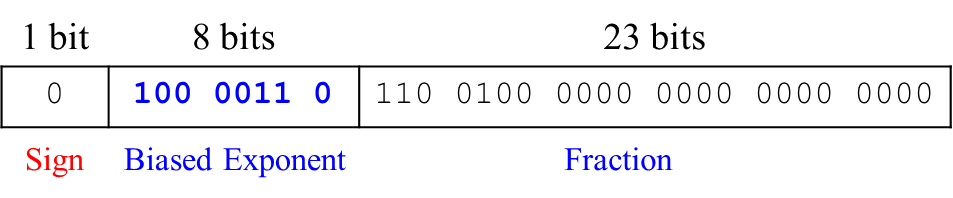 1 bit 8 bits 23 bits
0 100 0011 0 110 0100 0000 0000 0000 0000
Sign Biased Exponent Fraction